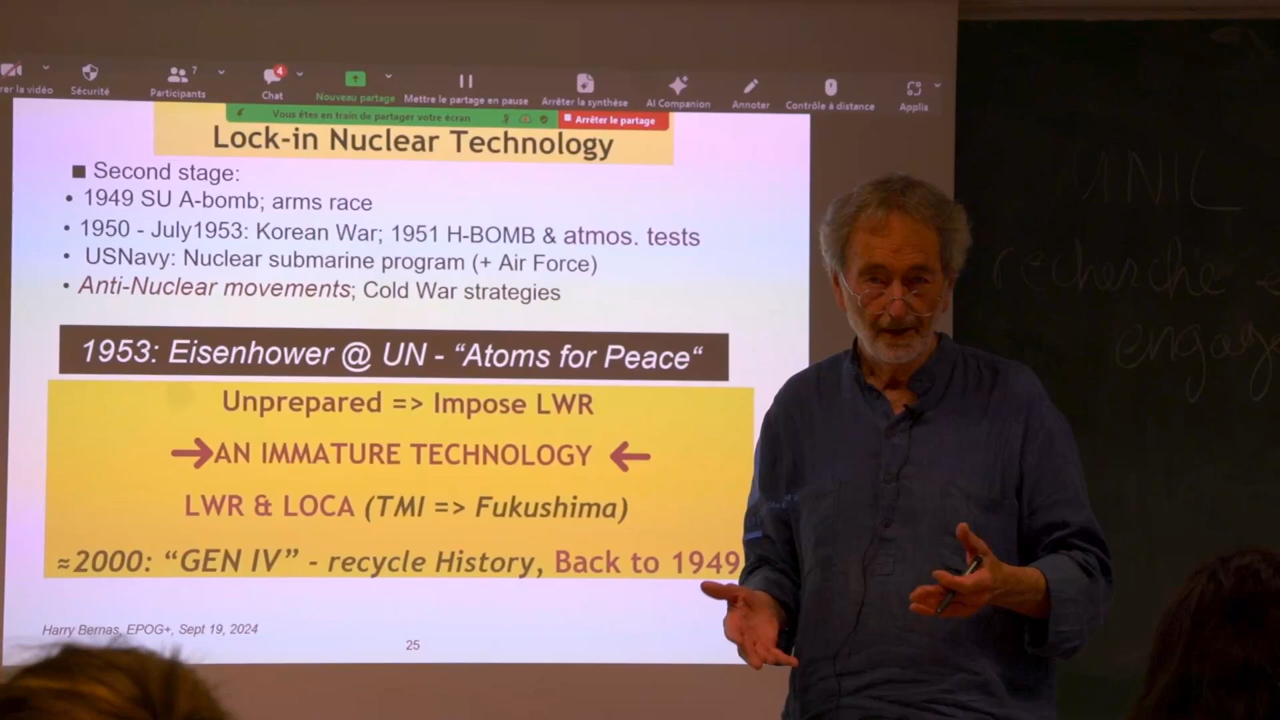 rer la vidéo
Sécurité
7
Participants
4
Chat
Nouveau partage
Mettre le partage en pause
Arrêter la synthèse
AI Companion
Annoter
Contrôle à distance
Applis
Vous êtes en train de partager votre écran
Arrêter le partage
Lock-in Nuclear Technology
■ Second stage:
• 1949 SU A-bomb; arms race
• 1950 - July1953: Korean War; 1951 H-BOMB & atmos. tests
• USNavy: Nuclear submarine program (+ Air Force)
• Anti-Nuclear movements; Cold War strategies
1953: Eisenhower @ UN - “Atoms for Peace“
Unprepared => Impose LWR
→AN IMMATURE TECHNOLOGY ←
LWR & LOCA (TMI => Fukushima)
≈2000: “GEN IV” - recycle History, Back to 1949
Harry Bernas, EPOG+, Sept 19, 2024
25
recherche
engag